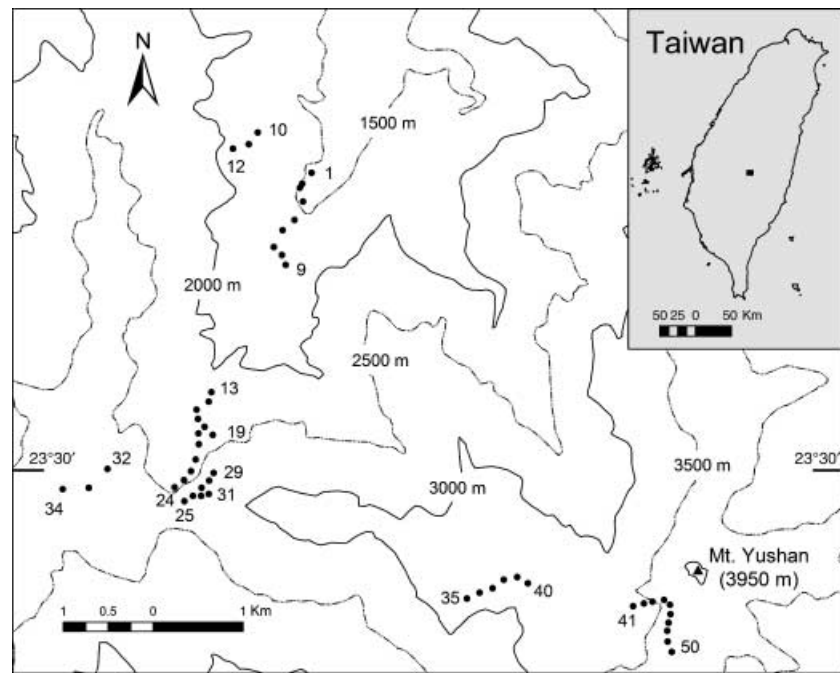 N
Taiwan
50 25 0 50 Km
1500 m
10
12
1
9
2000 m
2500 m
13
19
23°30′
32
29
3500 m
23°30′
34
24
31
25
3000 m
Mt. Yushan
(3950 m)
35
40
41
50
1 0.5 0 1 Km